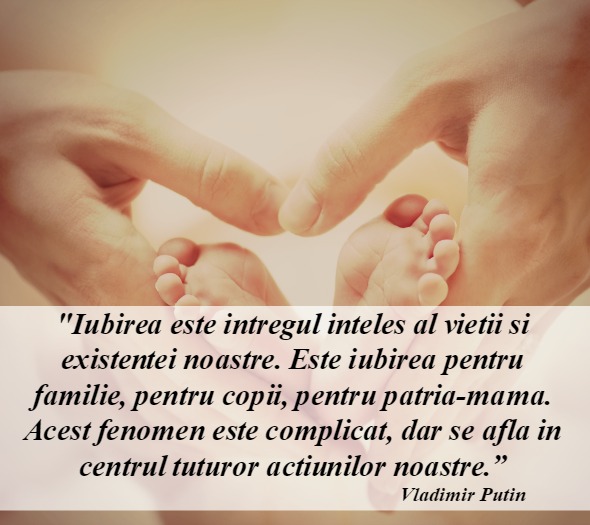 "Iubirea este intregul inteles al vietii si
existentei noastre. Este iubirea pentru
familie, pentru copii, pentru patria-mama.
Acest fenomen este complicat, dar se afla in
centrul tuturor actiunilor noastre.”
Vladimir Putin